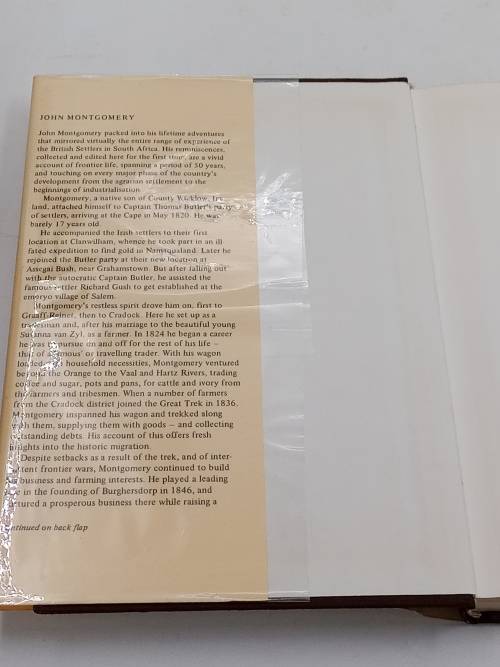 JOHN MONTGOMERY
John Montgomery packed into his lifetime adventures
that mirrored virtually the entire range of experience of
the British Settlers in South Africa. His reminiscences,
collected and edited here for the first time, are a vivid
account of frontier life, spanning a period of 50 years,
and touching on every major phase of the country's
development from the agrarian settlement to the
beginnings of industrialisation.
Montgomery, a native son of County Wicklow, Ire-
land, attached himself to Captain Thomas Butler's party
of settlers, arriving at the Cape in May 1820. He was
barely 17 years old.
He accompanied the Irish settlers to their first
location at Clanwilliam, whence he took part in an ill
fated expedition to find gold in Namaqualand. Later he
rejoined the Butler party at their new location at
Assegai Bush, near Grahamstown. But after falling out
with the autocratic Captain Butler, he assisted the
famous settler Richard Gush to get established at the
embryo village of Salem.
Montgomery's restless spirit drove him on, first to
Graaff-Reinet, then to Cradock. Here he set up as a
tradesman and, after his marriage to the beautiful young
Susanna van Zyl, as a farmer. In 1824 he began a career
he was to pursue on and off for the rest of his life –
that of a 'smous' or travelling trader. With his wagon
loaded with household necessities, Montgomery ventured
beyond the Orange to the Vaal and Hartz Rivers, trading
coffee and sugar, pots and pans, for cattle and ivory from
the farmers and tribesmen. When a number of farmers
from the Cradock district joined the Great Trek in 1836,
Montgomery inspanned his wagon and trekked along
with them, supplying them with goods – and collecting
outstanding debts. His account of this offers fresh
insights into the historic migration.
Despite setbacks as a result of the trek, and of inter-
mittent frontier wars, Montgomery continued to build
his business and farming interests. He played a leading
role in the founding of Burghersdorp in 1846, and
a prosperous business there while raising a
continued on back flap